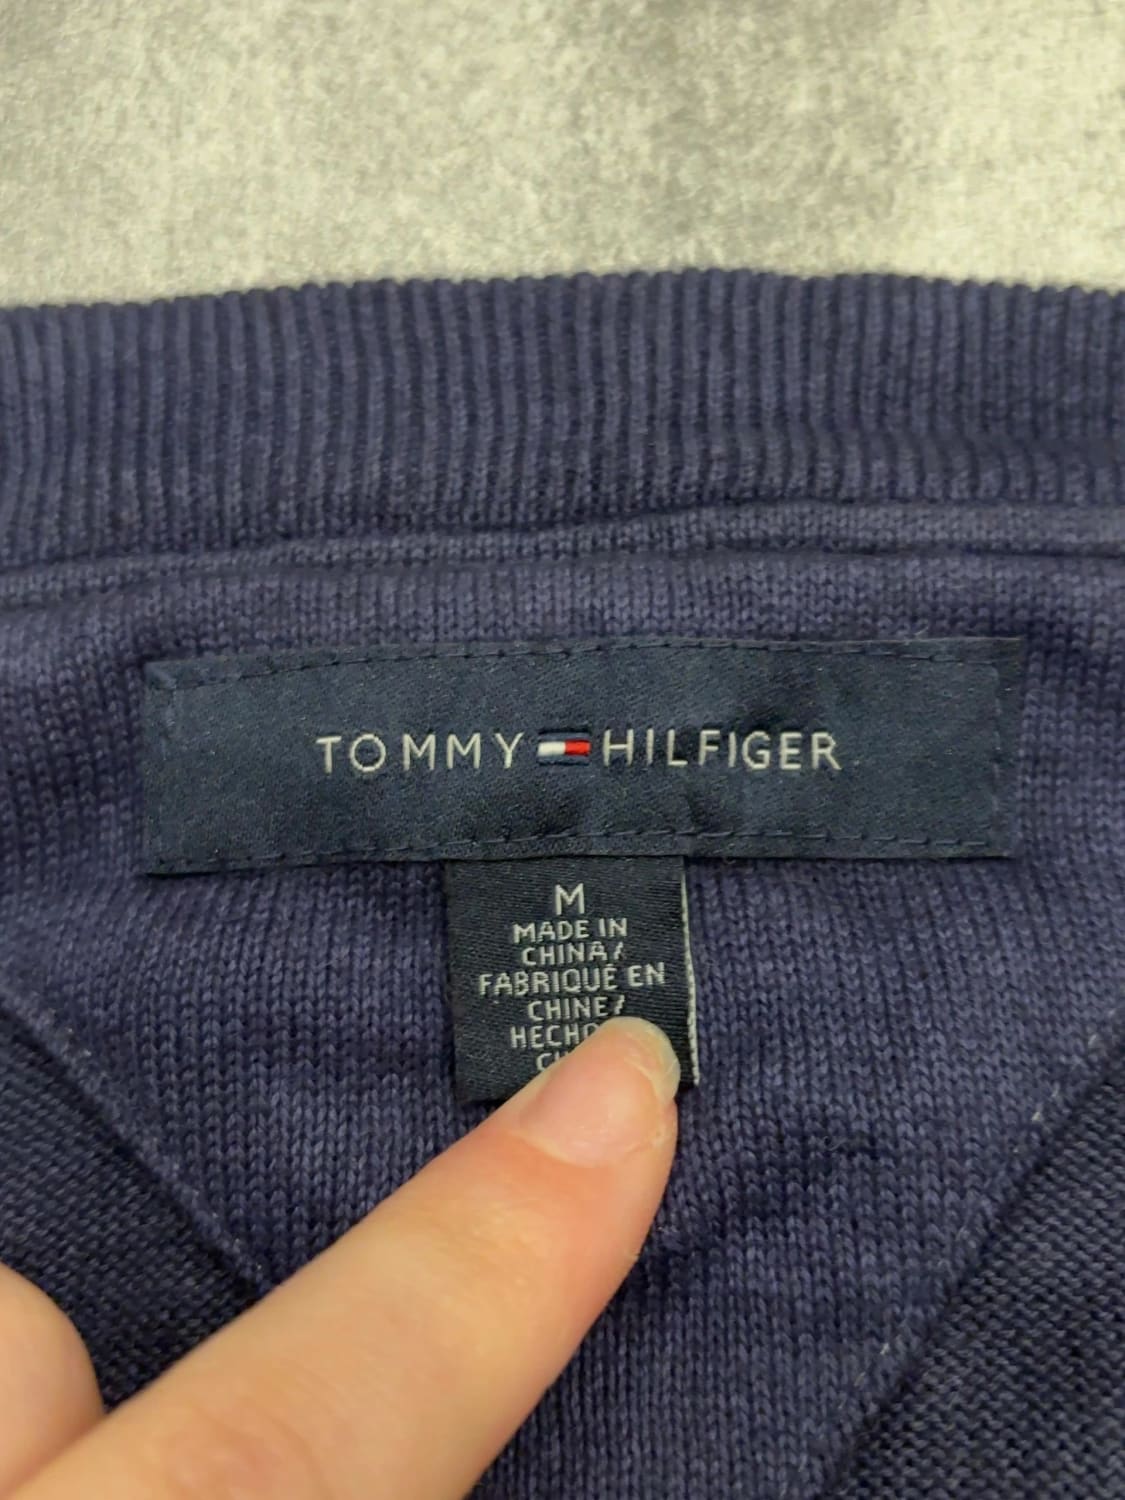 TOMMY HILFIGER
M
MADE IN
CHINA/
FABRIQUÉ EN
CHINE/